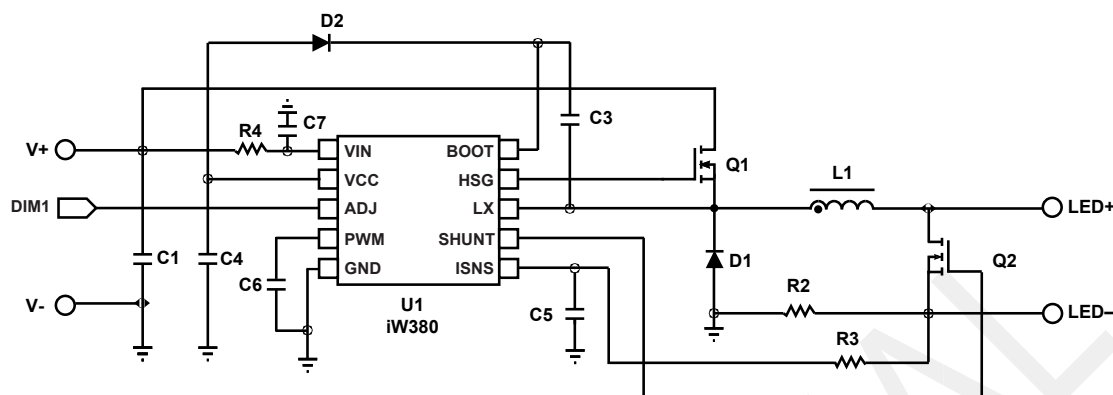 D2
C7
C3
R4
V+
VIN
BOOT
Q1
VCC
HSG
L1
DIM1
ADJ
LX
LED+
PWM
SHUNT
C1
C4
C6
GND
ISNS
D1
Q2
U1
iW380
C5
R2
V-
LED–
R3